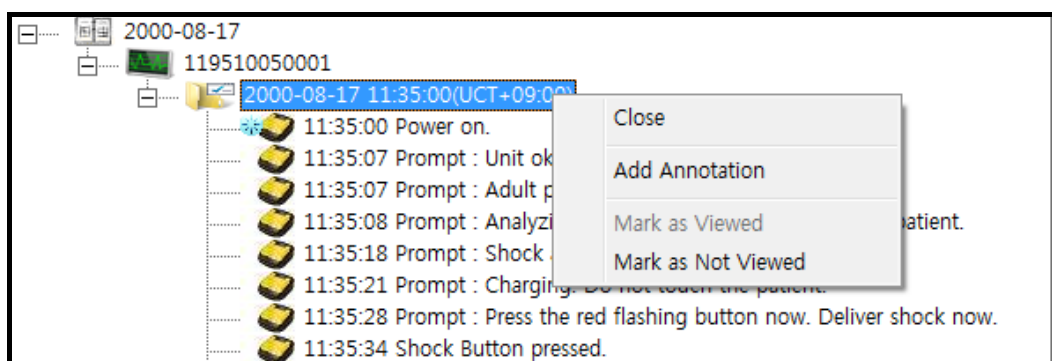 2000-08-17
119510050001
2000-08-17 11:35:00(UCT+09:00)
11:35:00 Power on.
11:35:07 Prompt : Unit ok
11:35:07 Prompt : Adult p
11:35:08 Prompt : Analyzi atient.
11:35:18 Prompt : Shock
11:35:21 Prompt : Charging. Do not touch the patient.
11:35:28 Prompt : Press the red flashing button now. Deliver shock now.
11:35:34 Shock Button pressed.
Close
Add Annotation
Mark as Viewed
Mark as Not Viewed